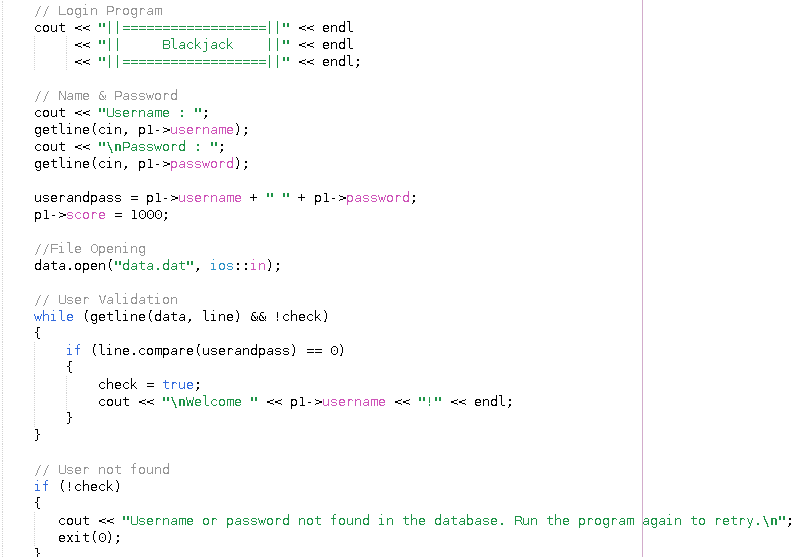 // Login Program
cout << "||==================||" << endl
<< "||     Blackjack    ||" << endl
<< "||==================||" << endl;
// Name & Password
cout << "Username : ";
getline(cin, p1->username);
cout << "\nPassword : ";
getline(cin, p1->password);
userandpass = p1->username + " " + p1->password;
p1->score = 1000;
//File Opening
data.open("data.dat", ios::in);
// User Validation
while (getline(data, line) && !check)
{
if (line.compare(userandpass) == 0)
{
check = true;
cout << "\nWelcome " << p1->username << "!" << endl;
}
}
// User not found
if (!check)
{
cout << "Username or password not found in the database. Run the program again to retry.\n";
exit(0);
}